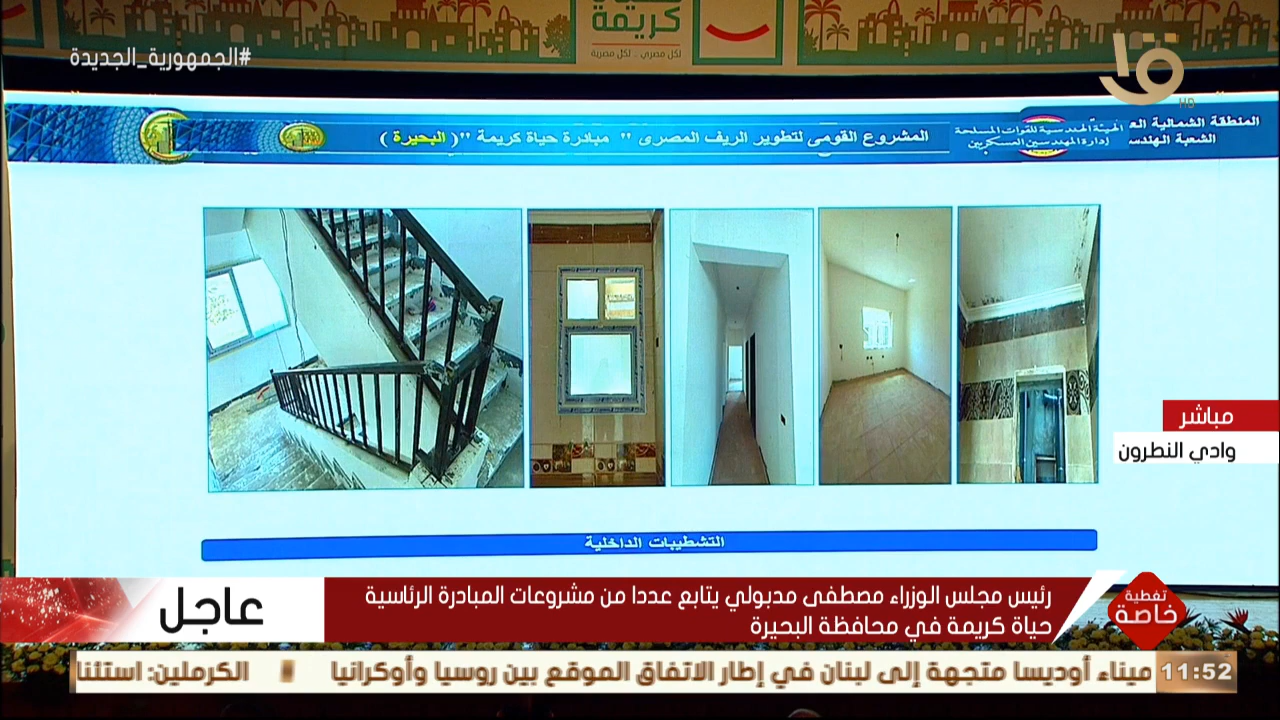 كريمة
لكل مصري .. لكل مصرية
#الجمهورية_الجديدة
HD
المنطقة الشمالية
الشعبة
الهيئة الهندسية للقوات المسلحة
إدارة المهندسين العسكريين
المشروع القومى لتطوير الريف المصرى " مبادرة حياة كريمة "( البحيرة )
مباشر
وادي النطرون
التشطيبات الداخلية
تغطية
خاصة
رئيس مجلس الوزراء مصطفى مدبولي يتابع عددا من مشروعات المبادرة الرئاسية
حياة كريمة في محافظة البحيرة
عاجل
11:52
ميناء أوديسا متجهة إلى لبنان في إطار الاتفاق الموقع بين روسيا وأوكرانيا
الكرملين: